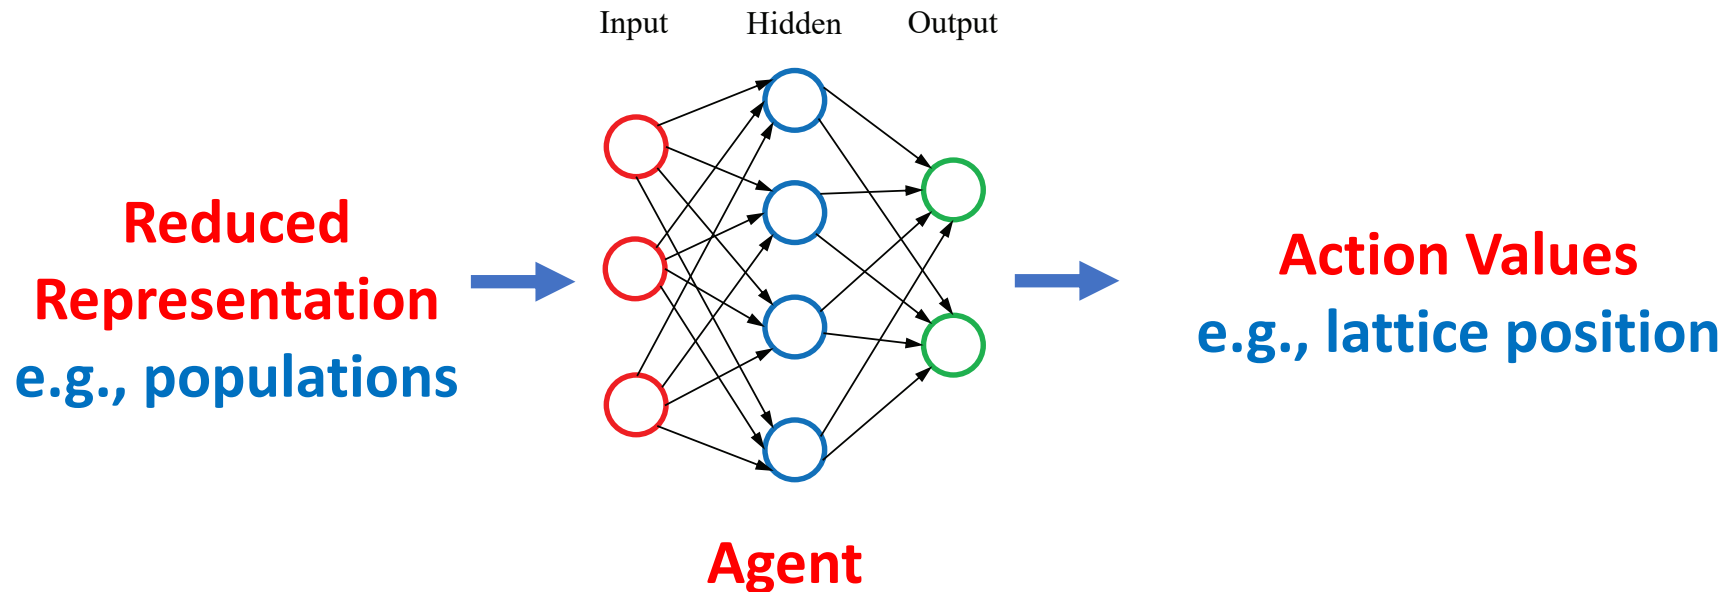 Input Hidden Output
Reduced
Representation
e.g., populations
Action Values
e.g., lattice position
Agent